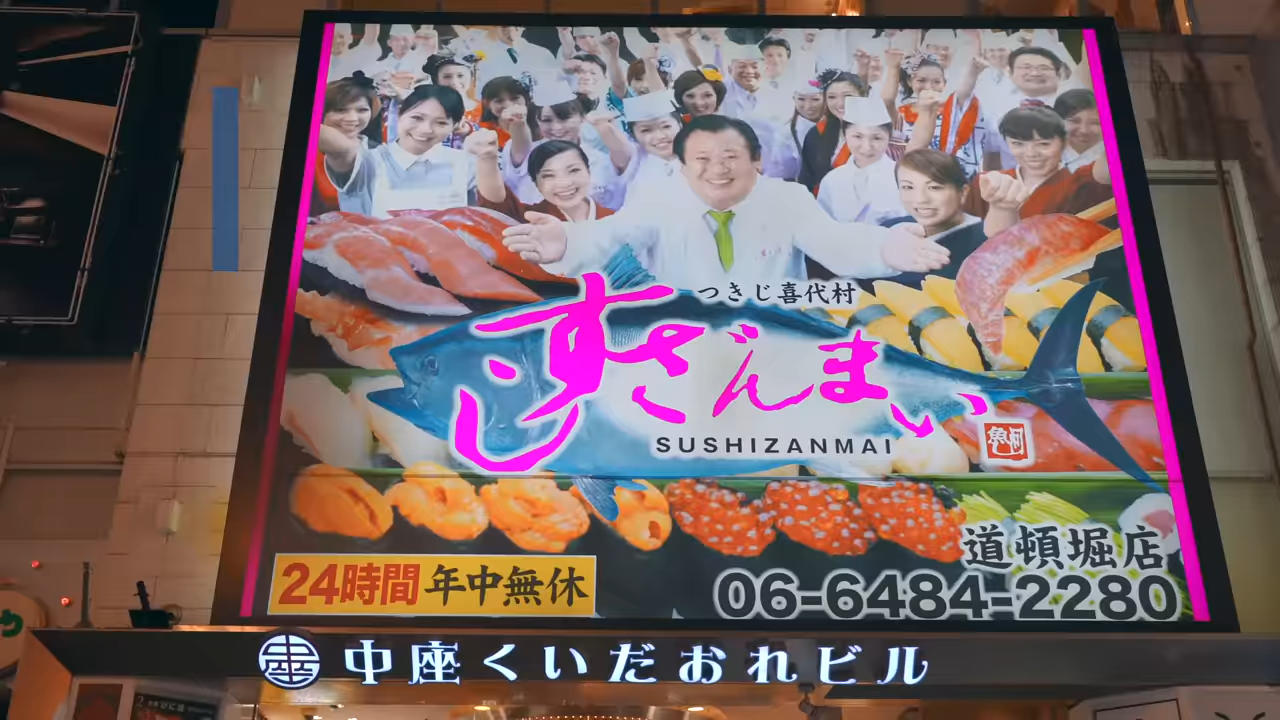 つきじ喜代村
すしざんまい
SUSHIZANMAI
道頓堀店
24時間 年中無休
06-6484-2280
中座くいだおれビル